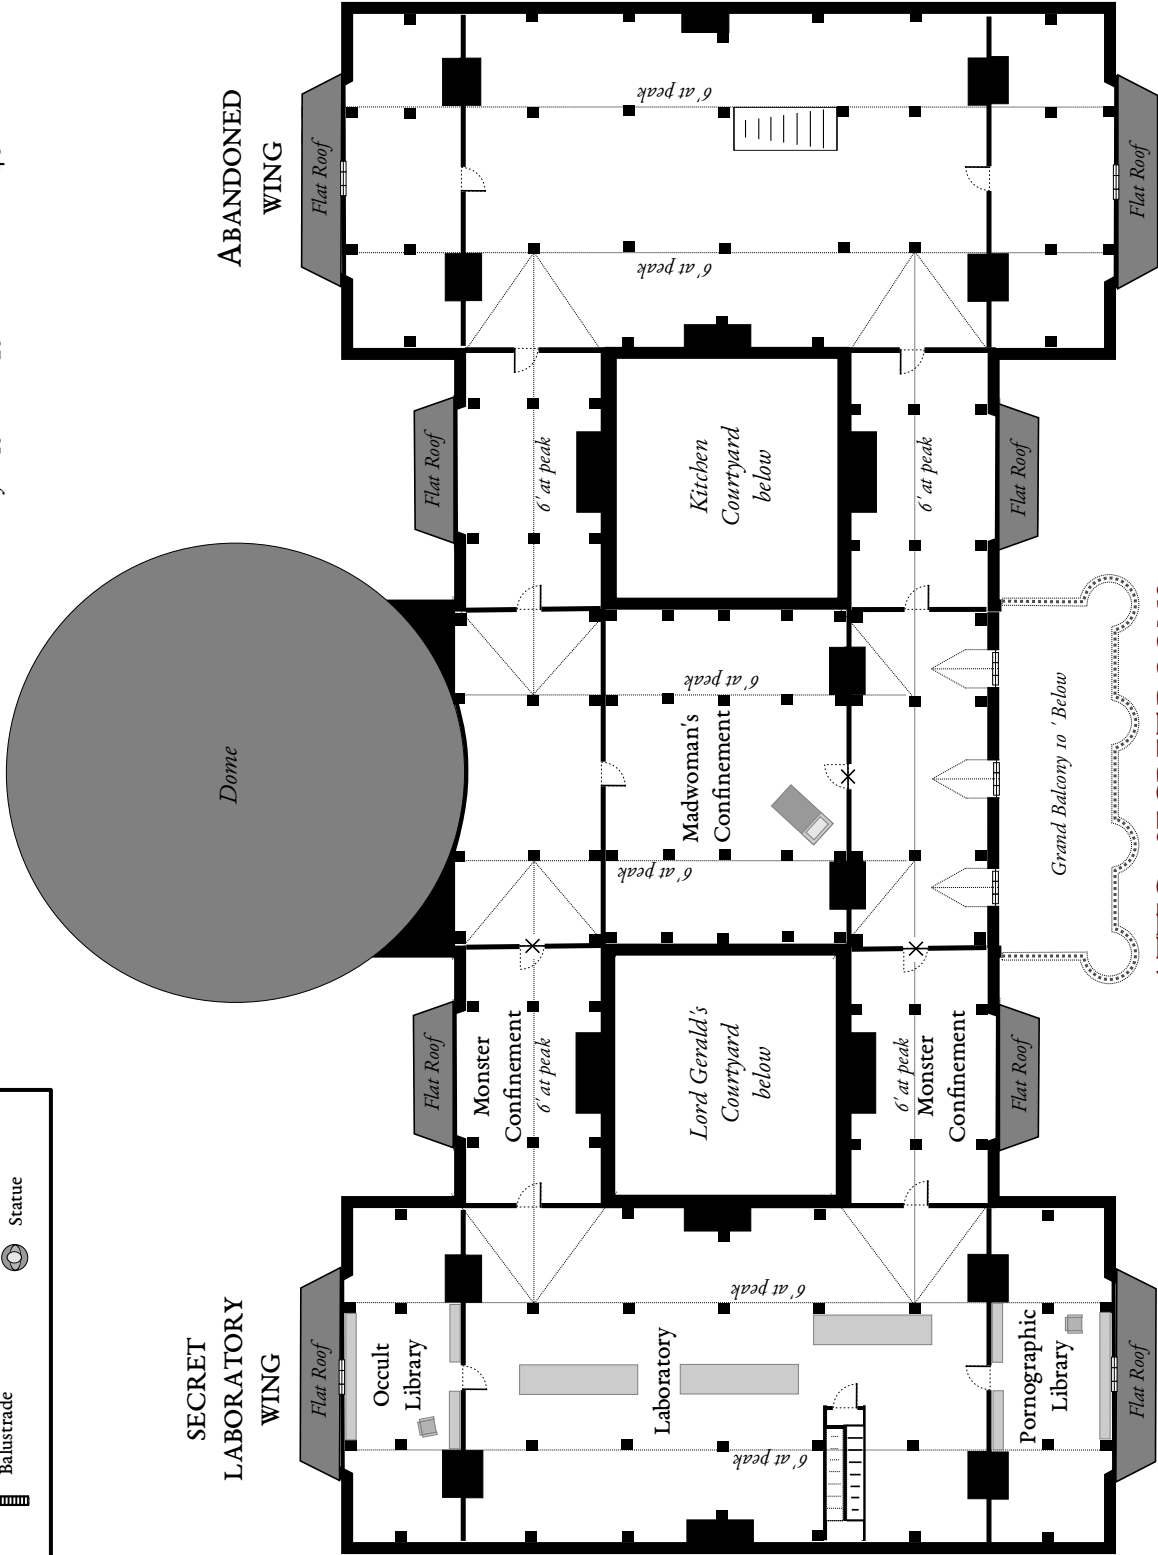 ABANDONED
WING
Flat Roof
Flat Roof
6' at peak
6' at peak
Flat Roof
6' at peak
Kitchen
Courtyard
below
6' at peak
Flat Roof
Dome
6' at peak
Madwoman's
Confinement
6' at peak
Grand Balcony 10' Below
Flat Roof
Monster
Confinement
6' at peak
Lord Gerald's
Courtyard
below
6' at peak
Monster
Confinement
Flat Roof
Statue
Balustrade
SECRET
LABORATORY
WING
Flat Roof
Occult
Library
6' at peak
Laboratory
6' at peak
Pornographic
Library
Flat Roof